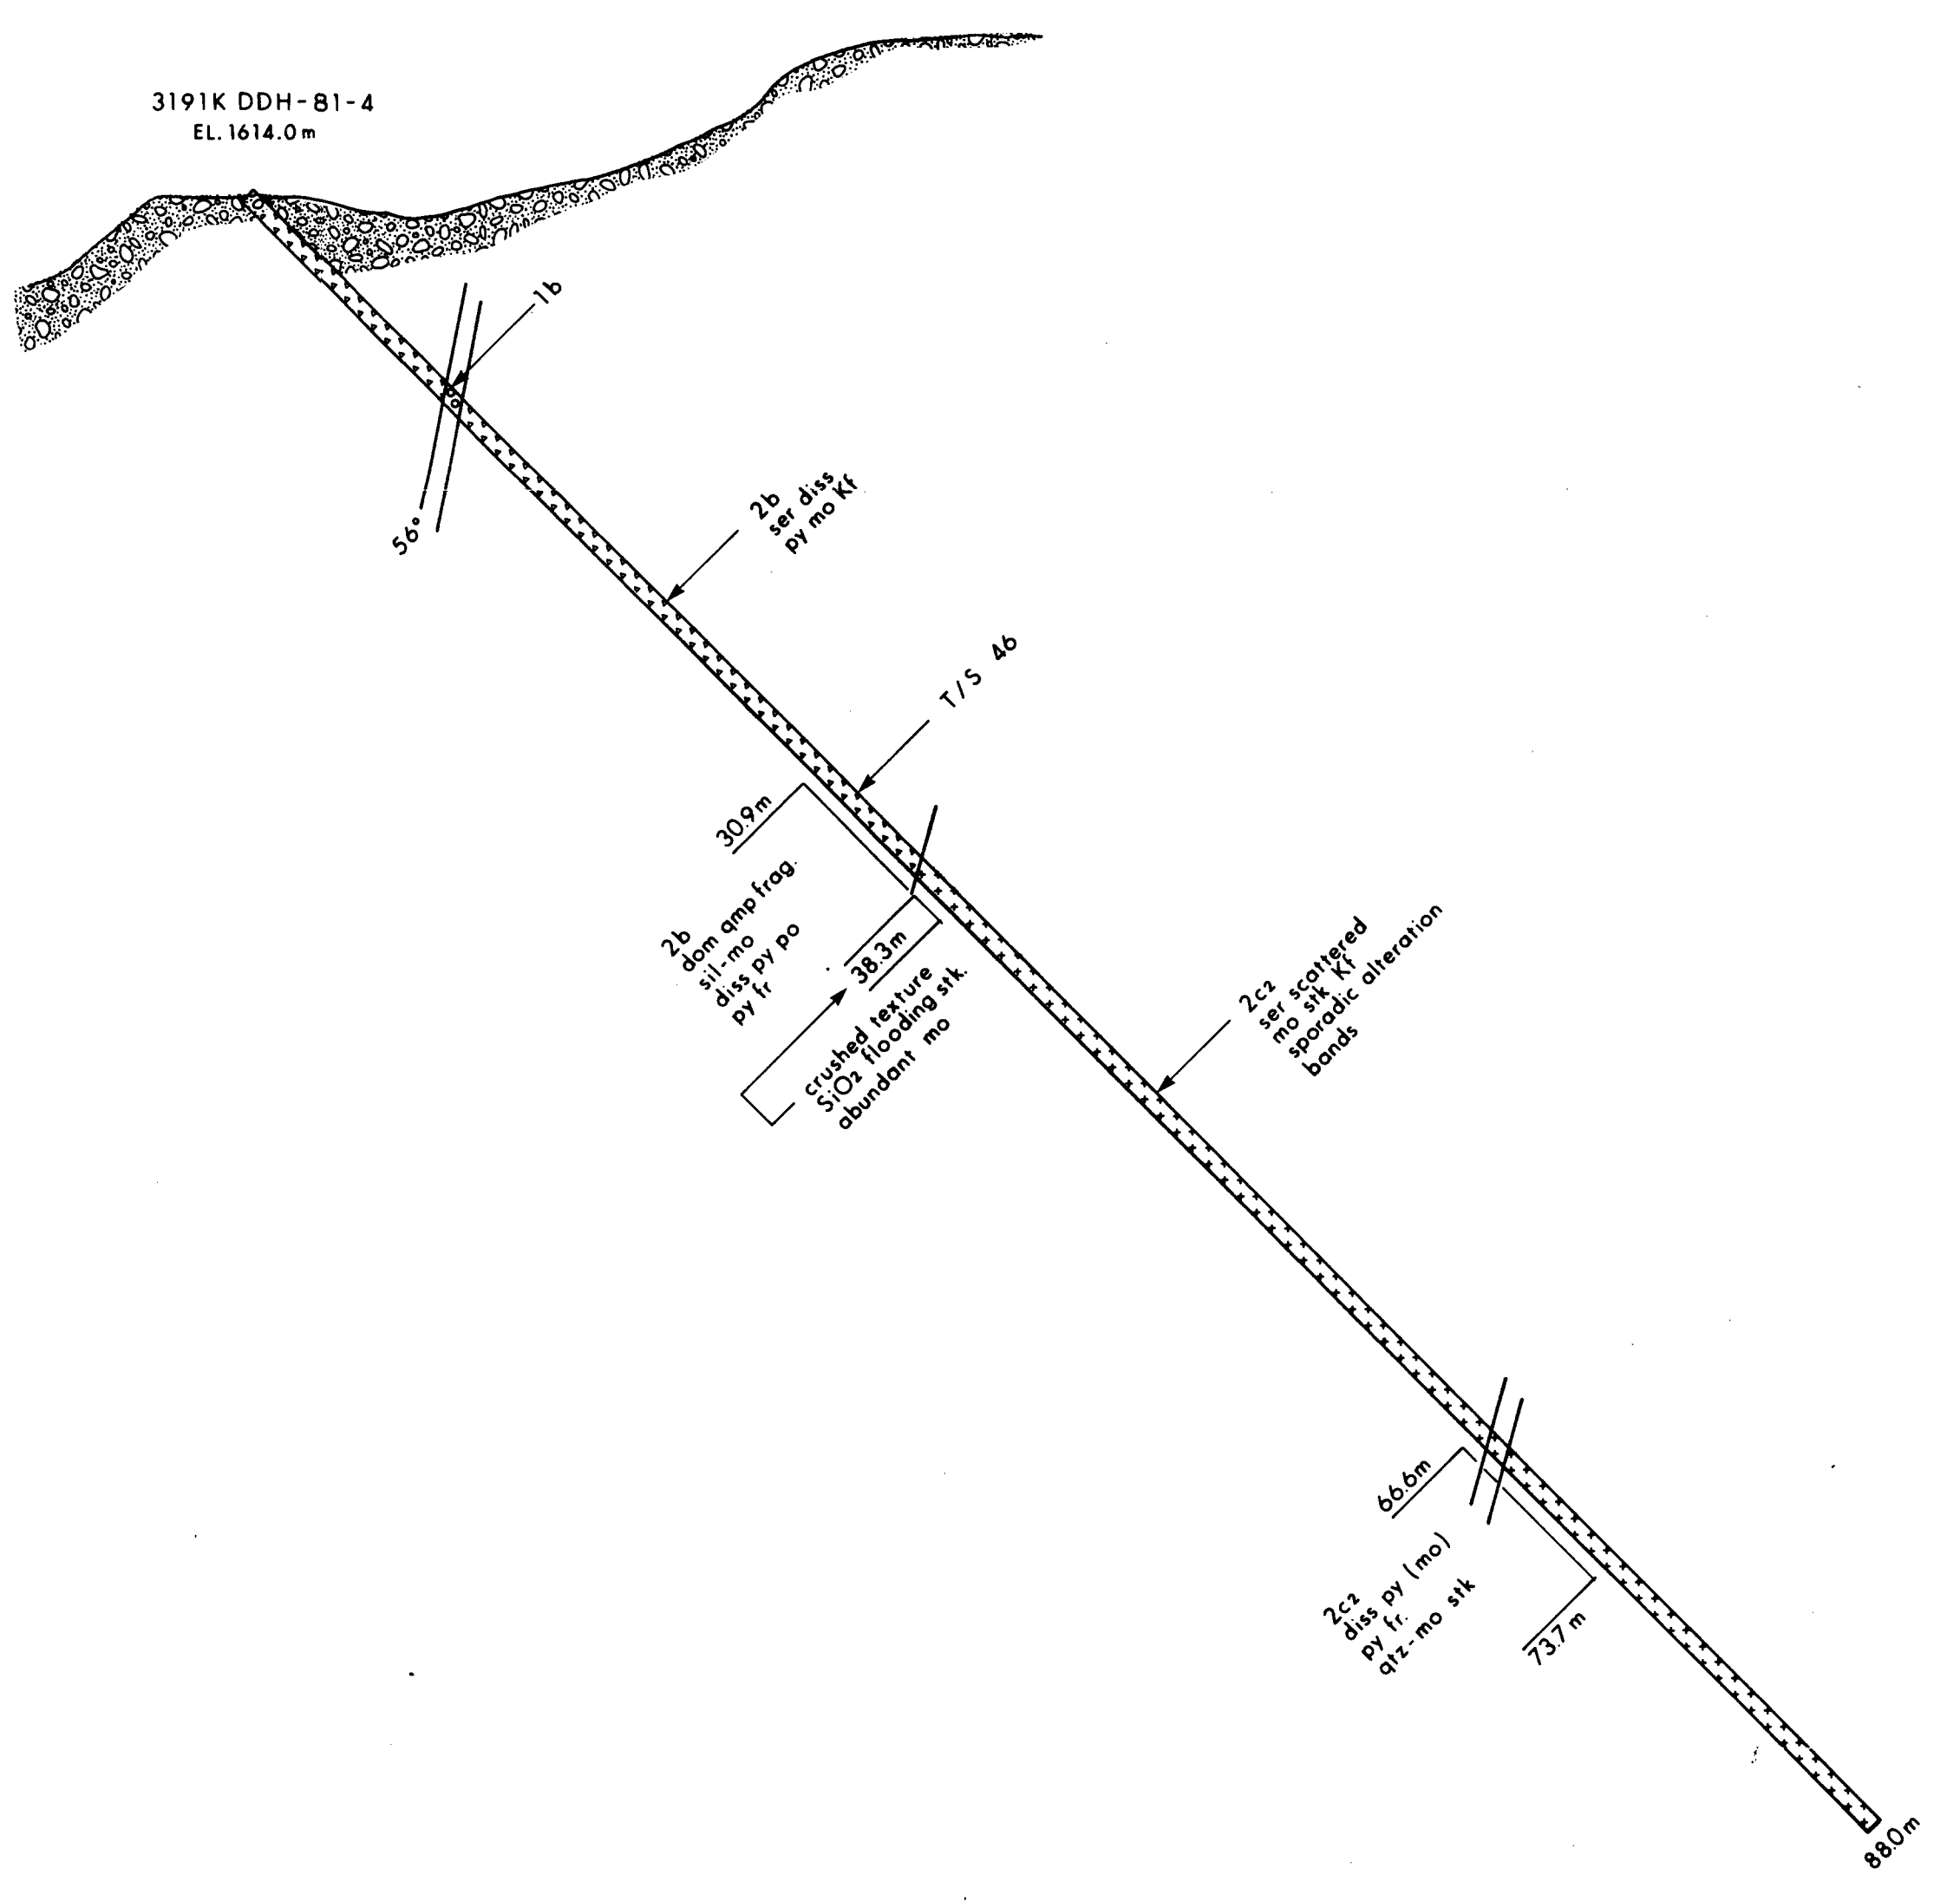 3191K DDH-81-4
EL. 1614.0m
1b
56°
2b
ser diss
py mo Kf
T/S 46
30.9m
2b
dom qmp frag.
sil-mo
diss py po
py fr
38.3m
crushed texture
SiO₂ flooding stk.
abundant mo
2c₂
ser scattered
mo stk Kf
sporadic alteration
bands
66.6m
2c₂
diss py (mo)
py fr.
qtz-mo stk
73.7m
88.0m